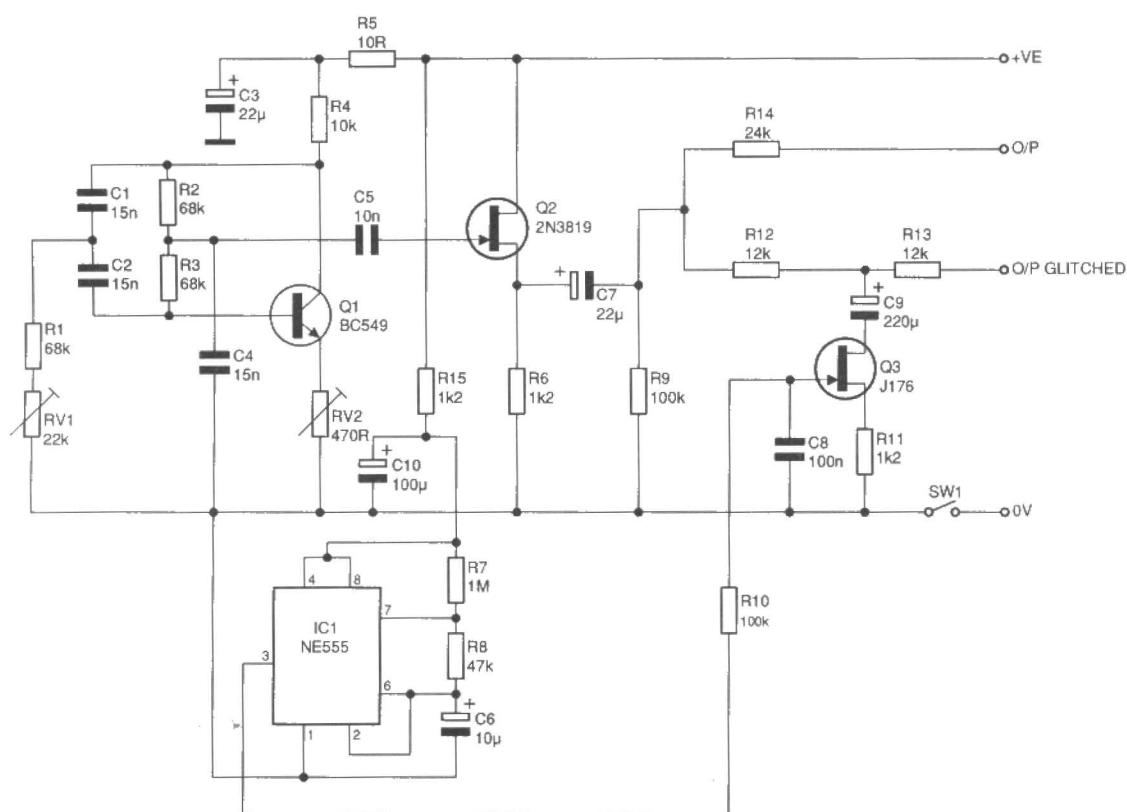 R5
10R
+VE
C3
22µ
R4
10k
R14
24k
O/P
C1
15n
R2
68k
C5
10n
Q2
2N3819
R12
12k
R13
12k
O/P GLITCHED
C2
15n
R3
68k
Q1
BC549
C7
22µ
C9
220µ
R1
68k
C4
15n
Q3
J176
RV1
22k
RV2
470R
R15
1k2
R6
1k2
R9
100k
C8
100n
R11
1k2
C10
100µ
SW1
0V
4
8
R7
1M
IC1
NE555
7
3
R8
47k
R10
100k
6
1
2
C6
10µ